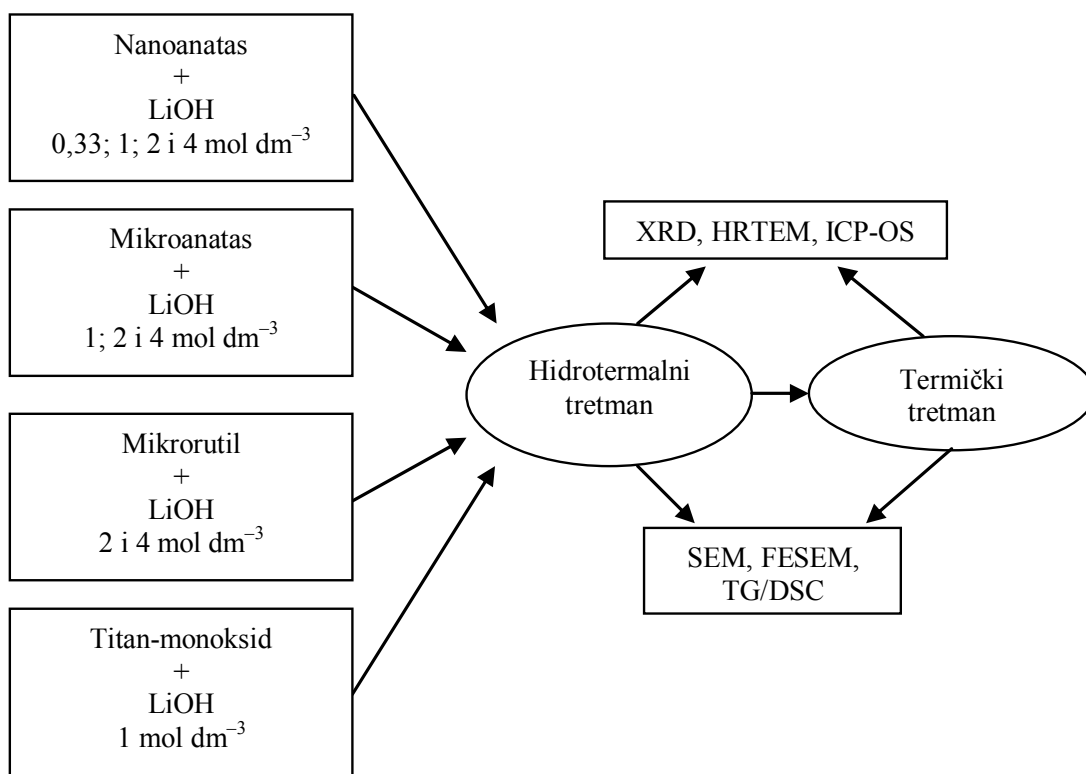 Nanoanatas
+
LiOH
0,33; 1; 2 i 4 mol dm⁻³
Mikroanatas
+
LiOH
1; 2 i 4 mol dm⁻³
Mikrorutil
+
LiOH
2 i 4 mol dm⁻³
Titan-monoksid
+
LiOH
1 mol dm⁻³
Hidrotermalni
tretman
XRD, HRTEM, ICP-OS
Termički
tretman
SEM, FESEM,
TG/DSC